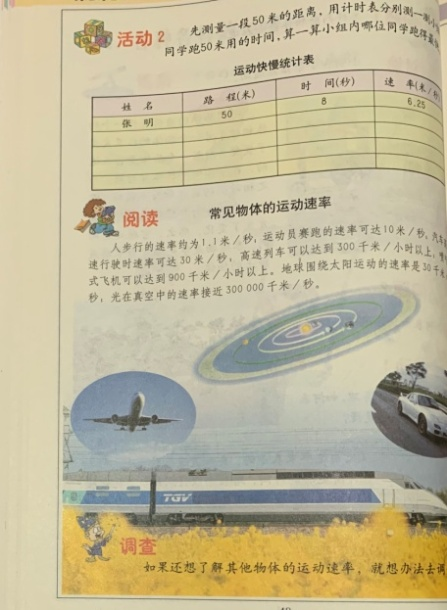 活动2
先测量一段50米的距离，用计时表分别测一测小
同学跑50米用的时间，算一算小组内哪位同学跑得最
运动快慢统计表
姓 名 路 程(米) 时 间(秒) 速 率(米/秒)
张 明 50 8 6.25
阅读
常见物体的运动速率
人步行的速率约为1.1米/秒，运动员赛跑的速率可达10米/秒，汽车
速行驶时速率可达30米/秒，高速列车可以达到300千米/小时以上，喷
式飞机可以达到900千米/小时以上。地球围绕太阳运动的速率是30千米
秒，光在真空中的速率接近300 000千米/秒。
TGV
调查
如果还想了解其他物体的运动速率，就想办法去调